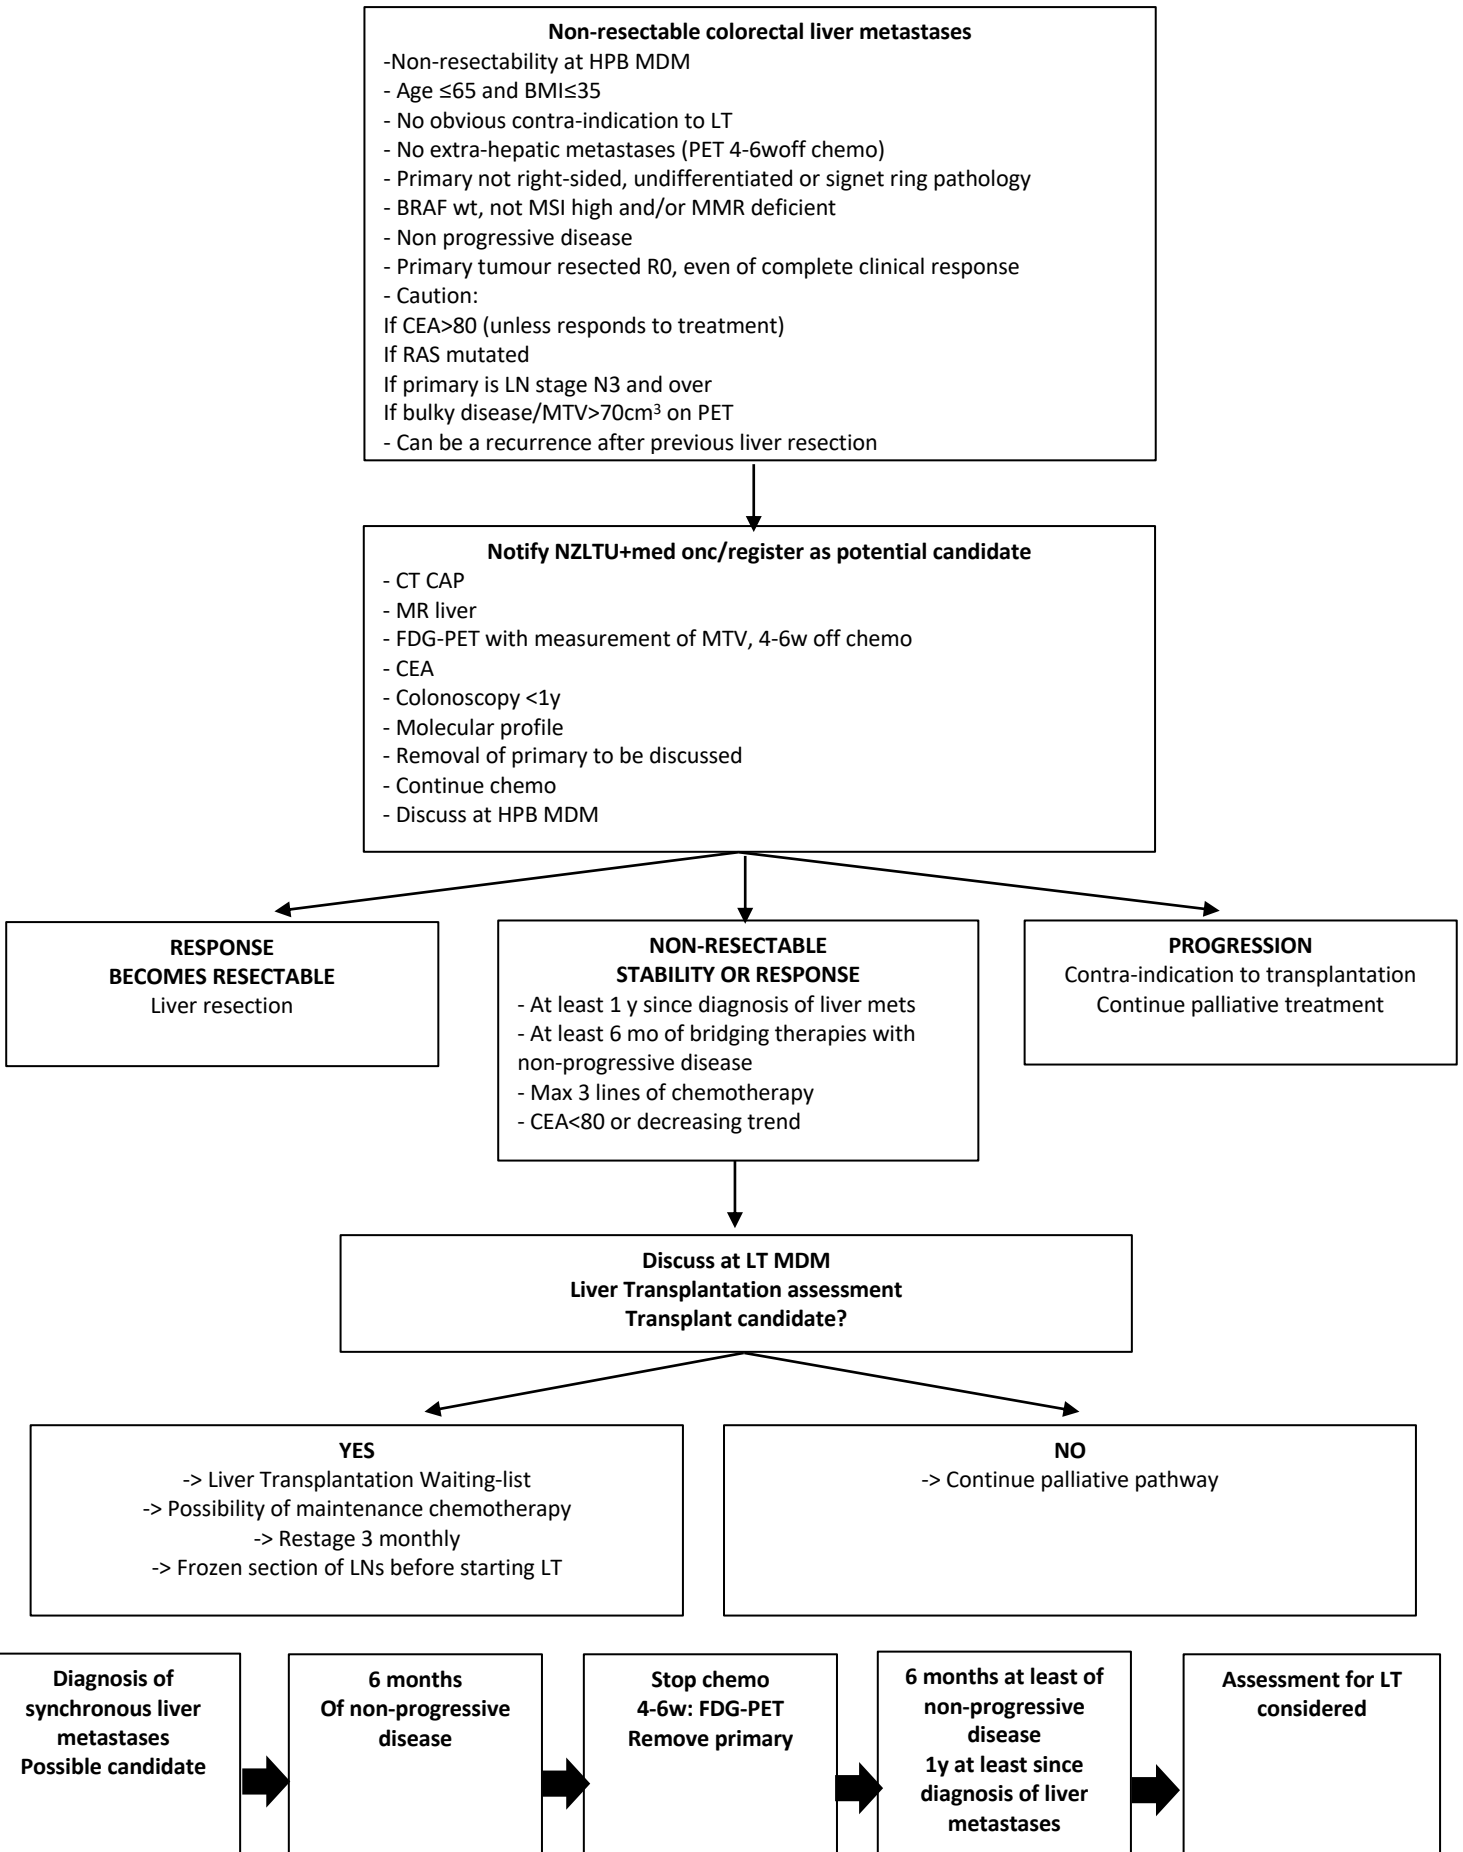 Non-resectable colorectal liver metastases
-Non-resectability at HPB MDM
- Age ≤65 and BMI≤35
- No obvious contra-indication to LT
- No extra-hepatic metastases (PET 4-6woff chemo)
- Primary not right-sided, undifferentiated or signet ring pathology
- BRAF wt, not MSI high and/or MMR deficient
- Non progressive disease
- Primary tumour resected R0, even of complete clinical response
- Caution:
If CEA>80 (unless responds to treatment)
If RAS mutated
If primary is LN stage N3 and over
If bulky disease/MTV>70cm³ on PET
- Can be a recurrence after previous liver resection
Notify NZLTU+med onc/register as potential candidate
- CT CAP
- MR liver
- FDG-PET with measurement of MTV, 4-6w off chemo
- CEA
- Colonoscopy <1y
- Molecular profile
- Removal of primary to be discussed
- Continue chemo
- Discuss at HPB MDM
RESPONSE
BECOMES RESECTABLE
Liver resection
NON-RESECTABLE
STABILITY OR RESPONSE
- At least 1 y since diagnosis of liver mets
- At least 6 mo of bridging therapies with
non-progressive disease
- Max 3 lines of chemotherapy
- CEA<80 or decreasing trend
PROGRESSION
Contra-indication to transplantation
Continue palliative treatment
Discuss at LT MDM
Liver Transplantation assessment
Transplant candidate?
YES
-> Liver Transplantation Waiting-list
-> Possibility of maintenance chemotherapy
-> Restage 3 monthly
-> Frozen section of LNs before starting LT
NO
-> Continue palliative pathway
Diagnosis of
synchronous liver
metastases
Possible candidate
6 months
Of non-progressive
disease
Stop chemo
4-6w: FDG-PET
Remove primary
6 months at least of
non-progressive
disease
1y at least since
diagnosis of liver
metastases
Assessment for LT
considered